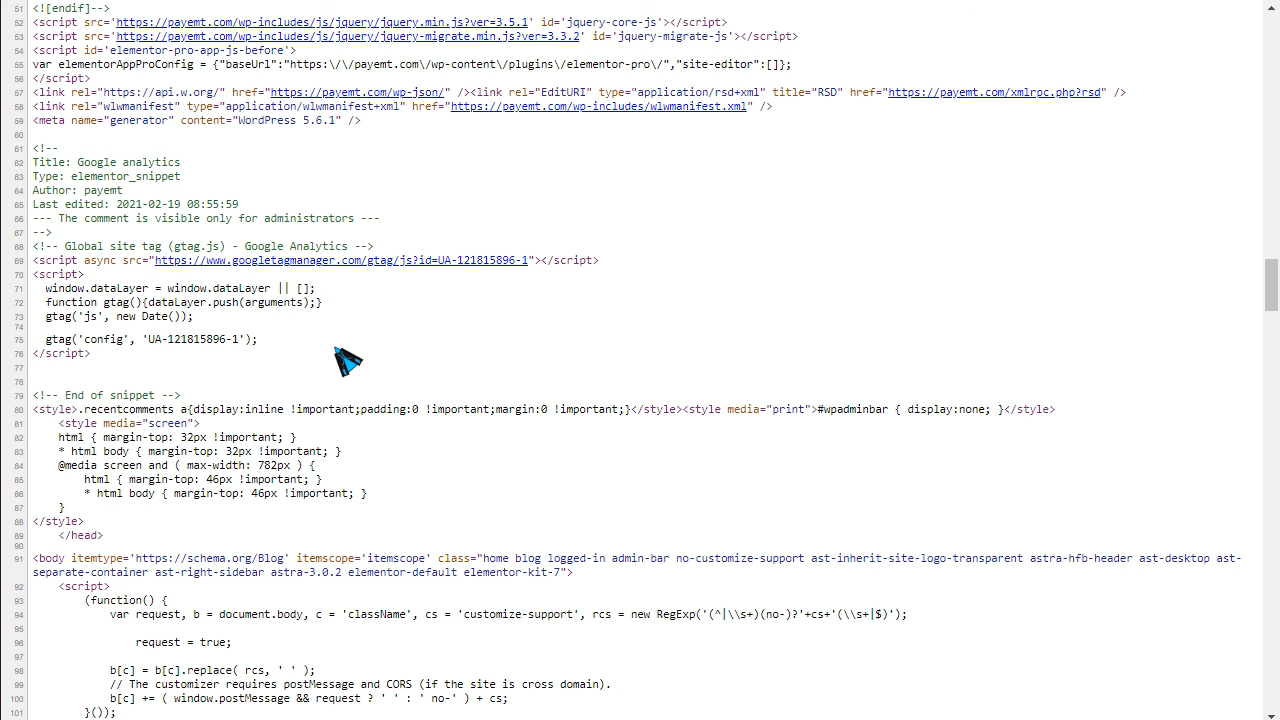 51 <![endif]-->
52 <script src='https://payemt.com/wp-includes/js/jquery/jquery.min.js?ver=3.5.1' id='jquery-core-js'></script>
53 <script src='https://payemt.com/wp-includes/js/jquery/jquery-migrate.min.js?ver=3.3.2' id='jquery-migrate-js'></script>
54 <script id='elementor-pro-app-js-before'>
55 var elementorAppProConfig = {"baseUrl":"https:\/\/payemt.com\/wp-content\/plugins\/elementor-pro\/","site-editor":[]};
56 </script>
57 <link rel="https://api.w.org/" href="https://payemt.com/wp-json/" /><link rel="EditURI" type="application/rsd+xml" title="RSD" href="https://payemt.com/xmlrpc.php?rsd" />
58 <link rel="wlwmanifest" type="application/wlwmanifest+xml" href="https://payemt.com/wp-includes/wlwmanifest.xml" />
59 <meta name="generator" content="WordPress 5.6.1" />
60
61 <!--
62 Title: Google analytics
63 Type: elementor_snippet
64 Author: payemt
65 Last edited: 2021-02-19 08:55:59
66 --- The comment is visible only for administrators ---
67 -->
68 <!-- Global site tag (gtag.js) - Google Analytics -->
69 <script async src="https://www.googletagmanager.com/gtag/js?id=UA-121815896-1"></script>
70 <script>
71 window.dataLayer = window.dataLayer || [];
72 function gtag(){dataLayer.push(arguments);}
73 gtag('js', new Date());
74
75 gtag('config', 'UA-121815896-1');
76 </script>
77
78
79 <!-- End of snippet -->
80 <style>.recentcomments a{display:inline !important;padding:0 !important;margin:0 !important;}</style><style media="print">#wpadminbar { display:none; }</style>
81 <style media="screen">
82 html { margin-top: 32px !important; }
83 * html body { margin-top: 32px !important; }
84 @media screen and ( max-width: 782px ) {
85 html { margin-top: 46px !important; }
86 * html body { margin-top: 46px !important; }
87 }
88 </style>
89 </head>
90
91 <body itemtype='https://schema.org/Blog' itemscope='itemscope' class="home blog logged-in admin-bar no-customize-support ast-inherit-site-logo-transparent astra-hfb-header ast-desktop ast-
separate-container ast-right-sidebar astra-3.0.2 elementor-default elementor-kit-7">
92 <script>
93 (function() {
94 var request, b = document.body, c = 'className', cs = 'customize-support', rcs = new RegExp('(^|\\s+)(no-)?'+cs+'(\\s+|$)');
95
96 request = true;
97
98 b[c] = b[c].replace( rcs, ' ' );
99 // The customizer requires postMessage and CORS (if the site is cross domain).
100 b[c] += ( window.postMessage && request ? ' ' : ' no-' ) + cs;
101 }());